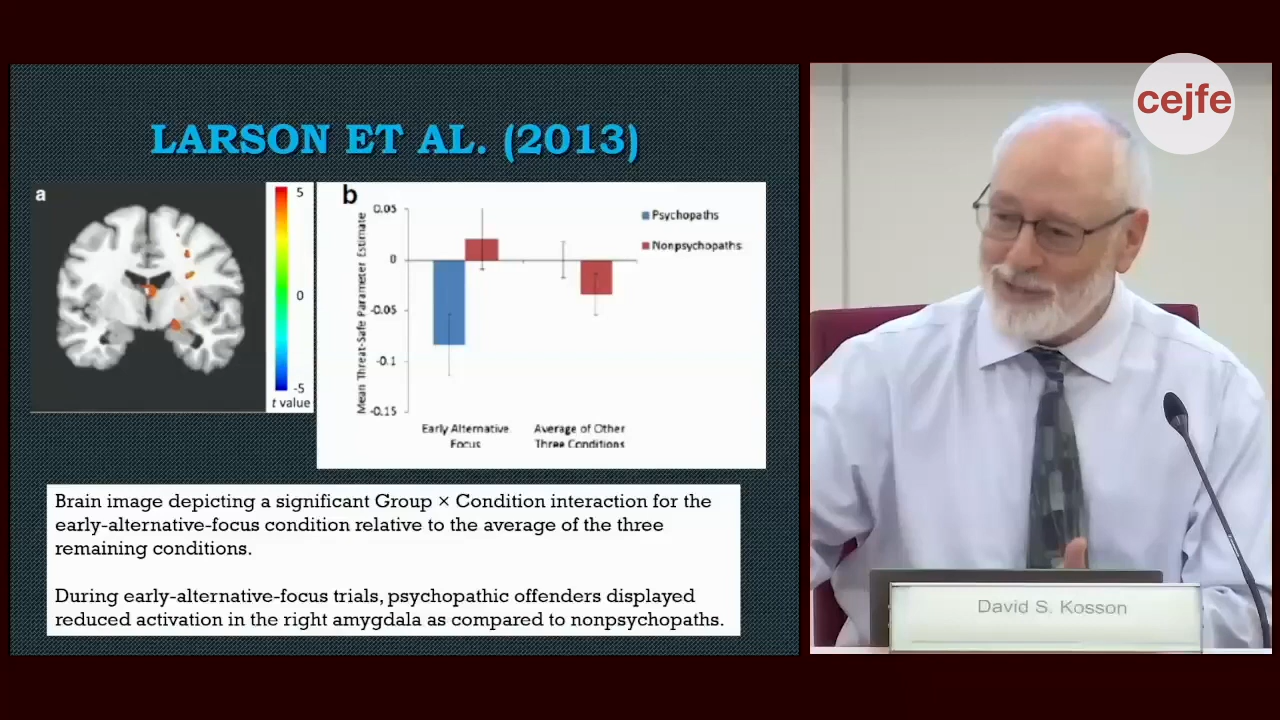 cejfe
LARSON ET AL. (2013)
a
5
0
-5
t value
b
Mean Threat-Safe Parameter Estimate
0.05
0
-0.05
-0.1
-0.15
Psychopaths
Nonpsychopaths
Early Alternative
Focus
Average of Other
Three Conditions
Brain image depicting a significant Group × Condition interaction for the
early-alternative-focus condition relative to the average of the three
remaining conditions.
During early-alternative-focus trials, psychopathic offenders displayed
reduced activation in the right amygdala as compared to nonpsychopaths.
David S. Kosson